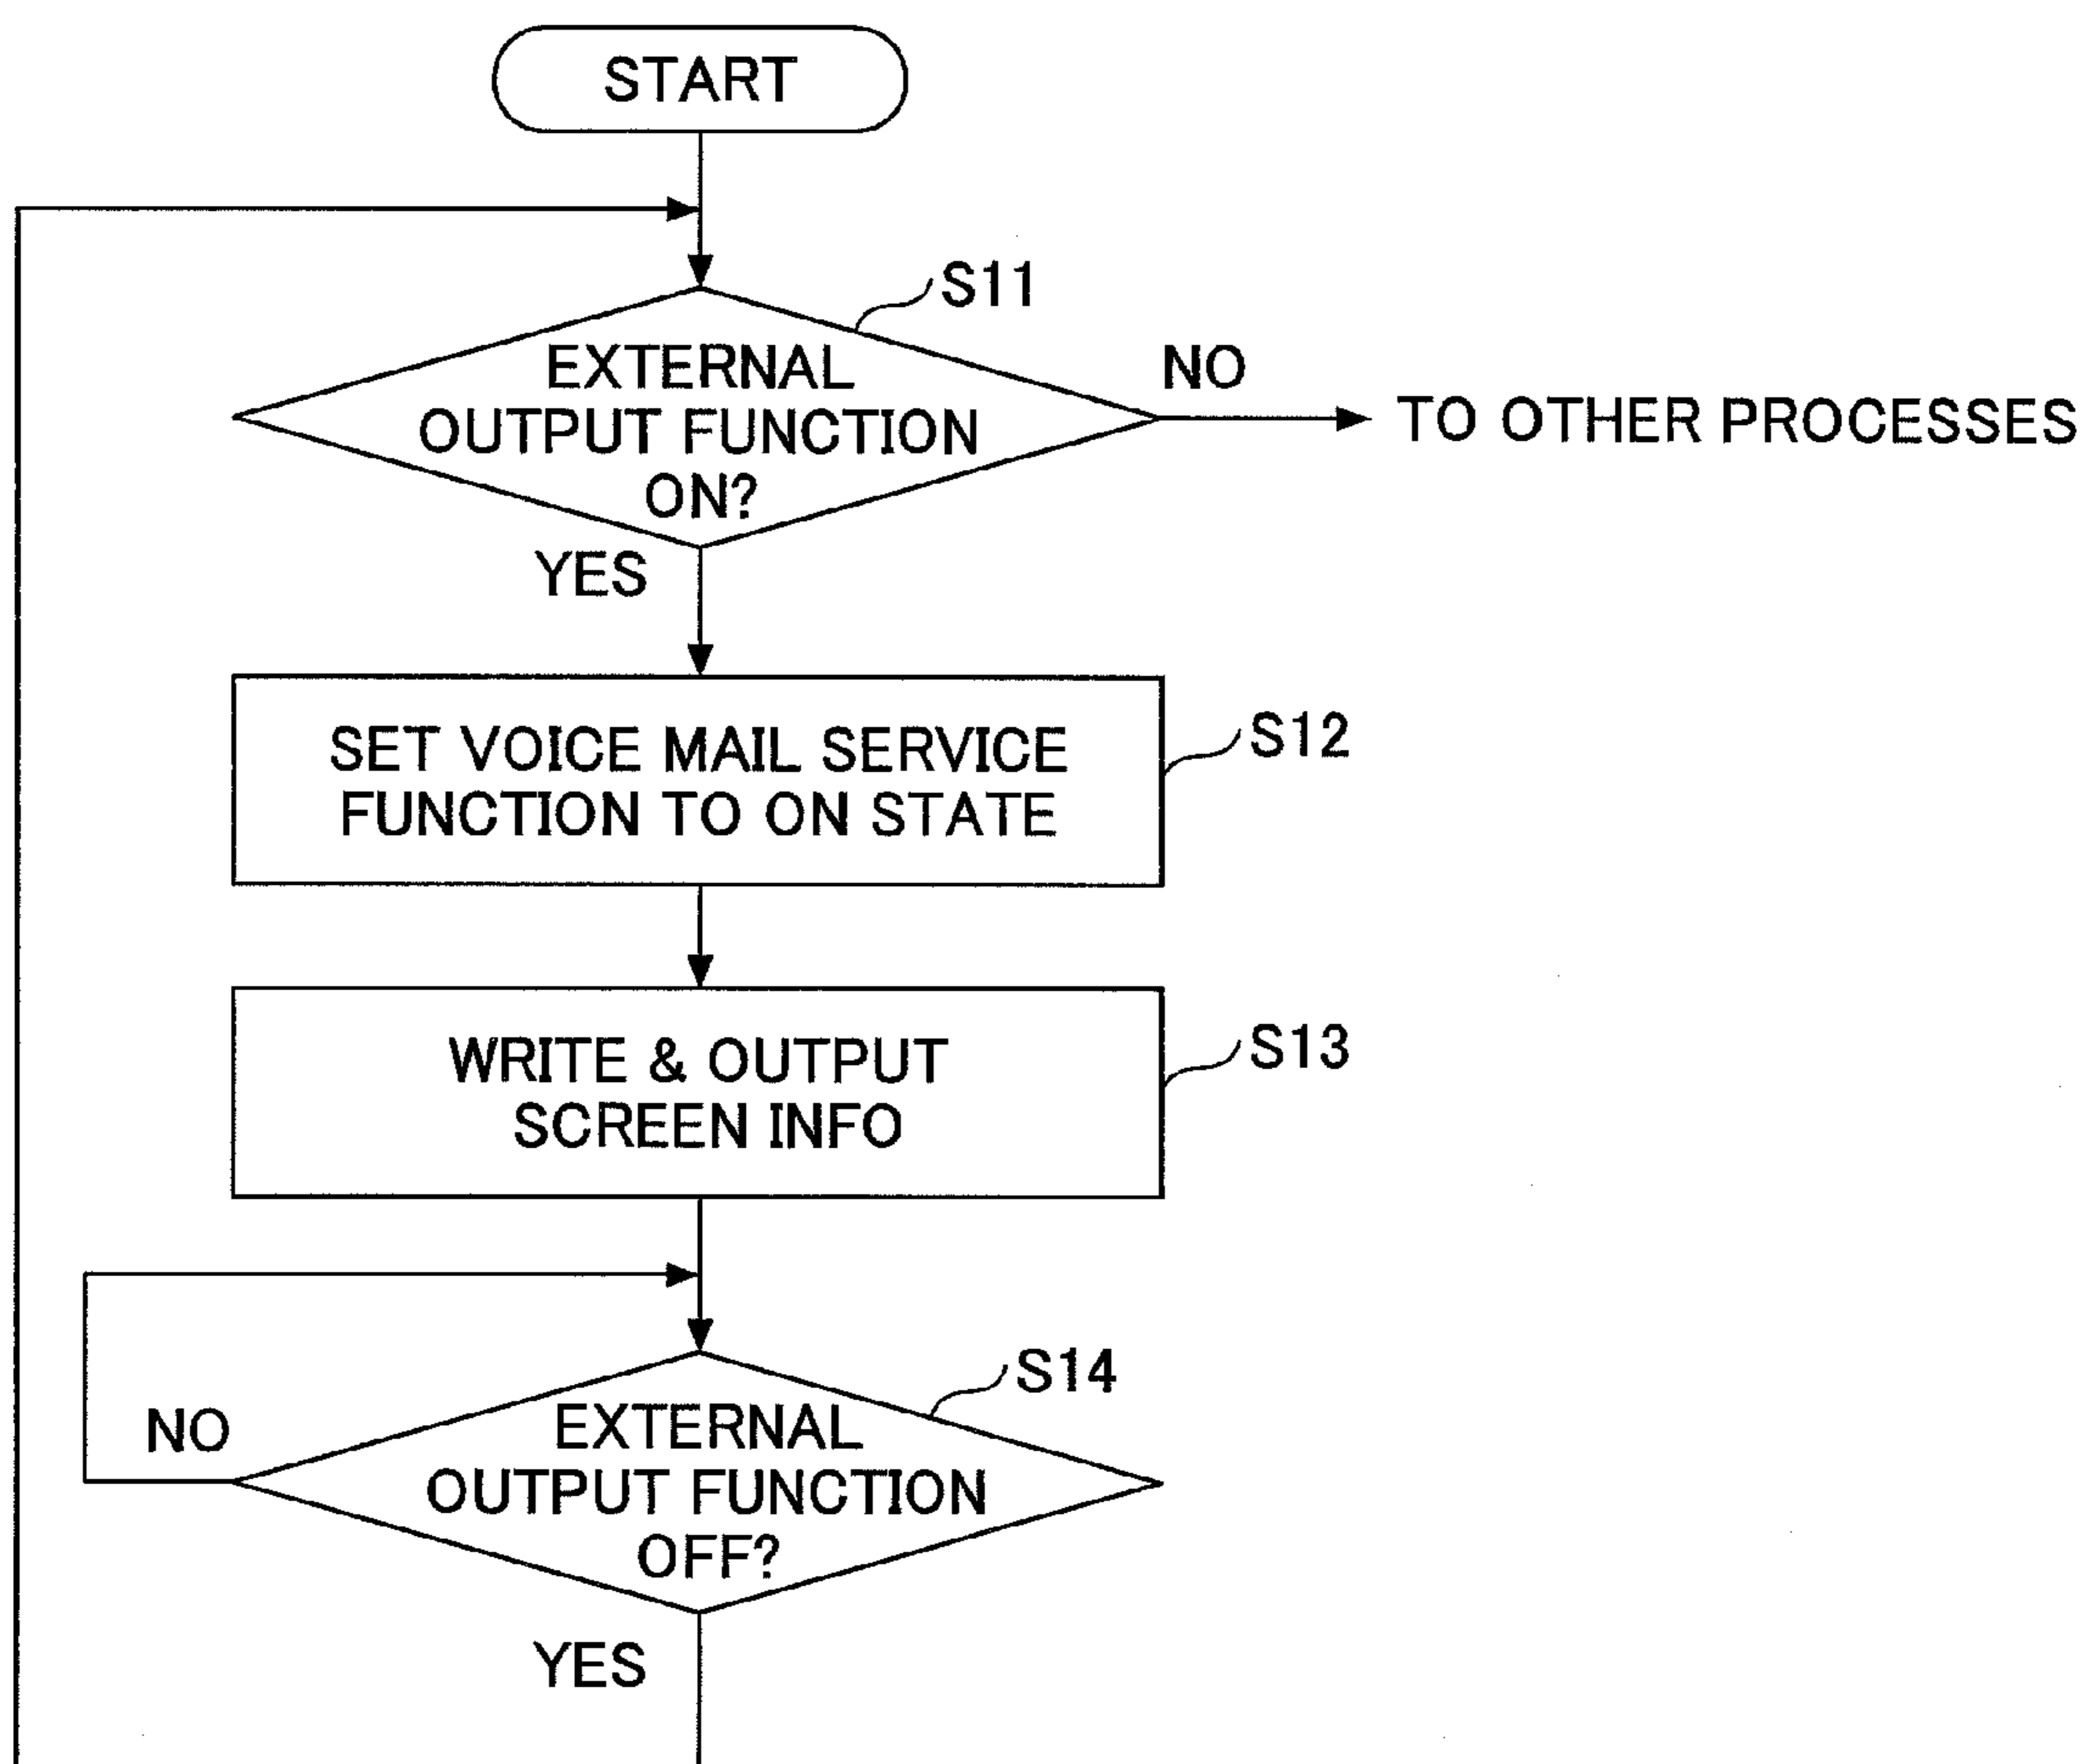 START
S11
EXTERNAL
OUTPUT FUNCTION
ON?
NO
TO OTHER PROCESSES
YES
SET VOICE MAIL SERVICE
FUNCTION TO ON STATE
S12
WRITE & OUTPUT
SCREEN INFO
S13
S14
NO
EXTERNAL
OUTPUT FUNCTION
OFF?
YES